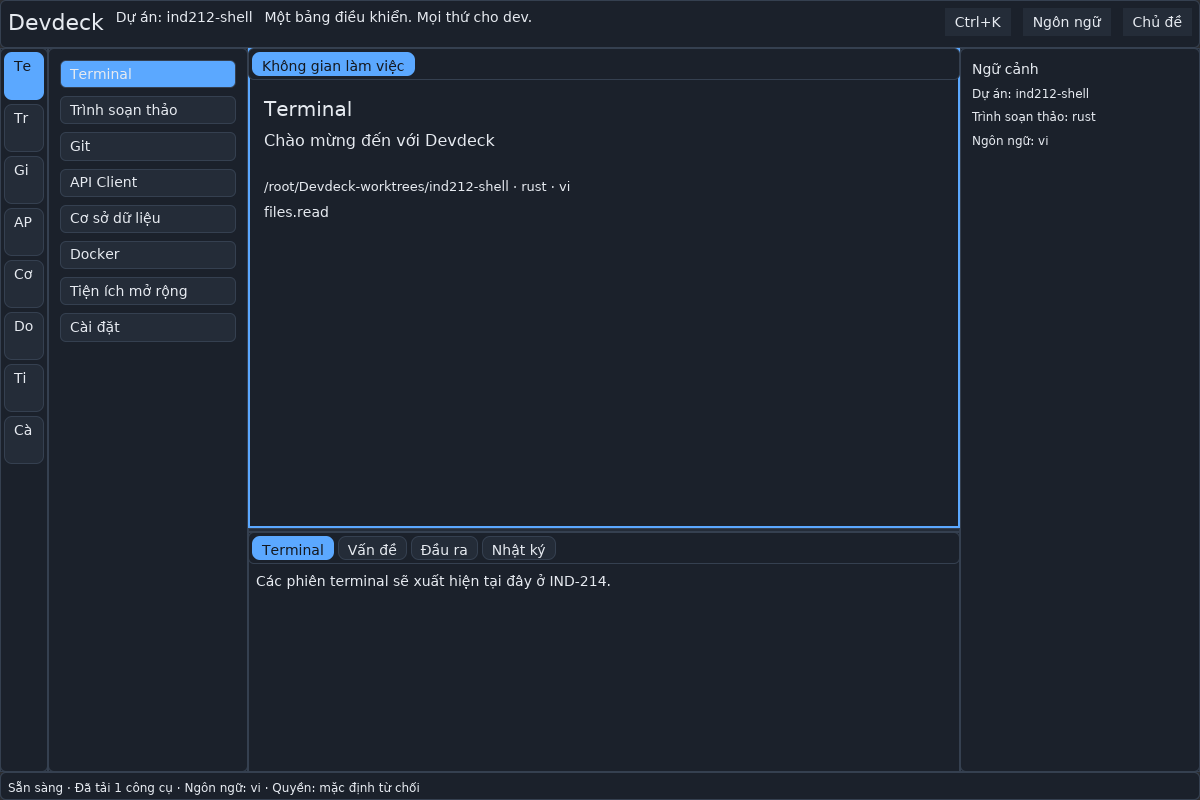 Devdeck Dự án: ind212-shell Một bảng điều khiển. Mọi thứ cho dev. Ctrl+K Ngôn ngữ Chủ đề
Te
Tr
Gi
AP
Cơ
Do
Ti
Cà
Terminal
Trình soạn thảo
Git
API Client
Cơ sở dữ liệu
Docker
Tiện ích mở rộng
Cài đặt
Không gian làm việc
Terminal
Chào mừng đến với Devdeck
/root/Devdeck-worktrees/ind212-shell · rust · vi
files.read
Terminal Vấn đề Đầu ra Nhật ký
Các phiên terminal sẽ xuất hiện tại đây ở IND-214.
Ngữ cảnh
Dự án: ind212-shell
Trình soạn thảo: rust
Ngôn ngữ: vi
Sẵn sàng · Đã tải 1 công cụ · Ngôn ngữ: vi · Quyền: mặc định từ chối